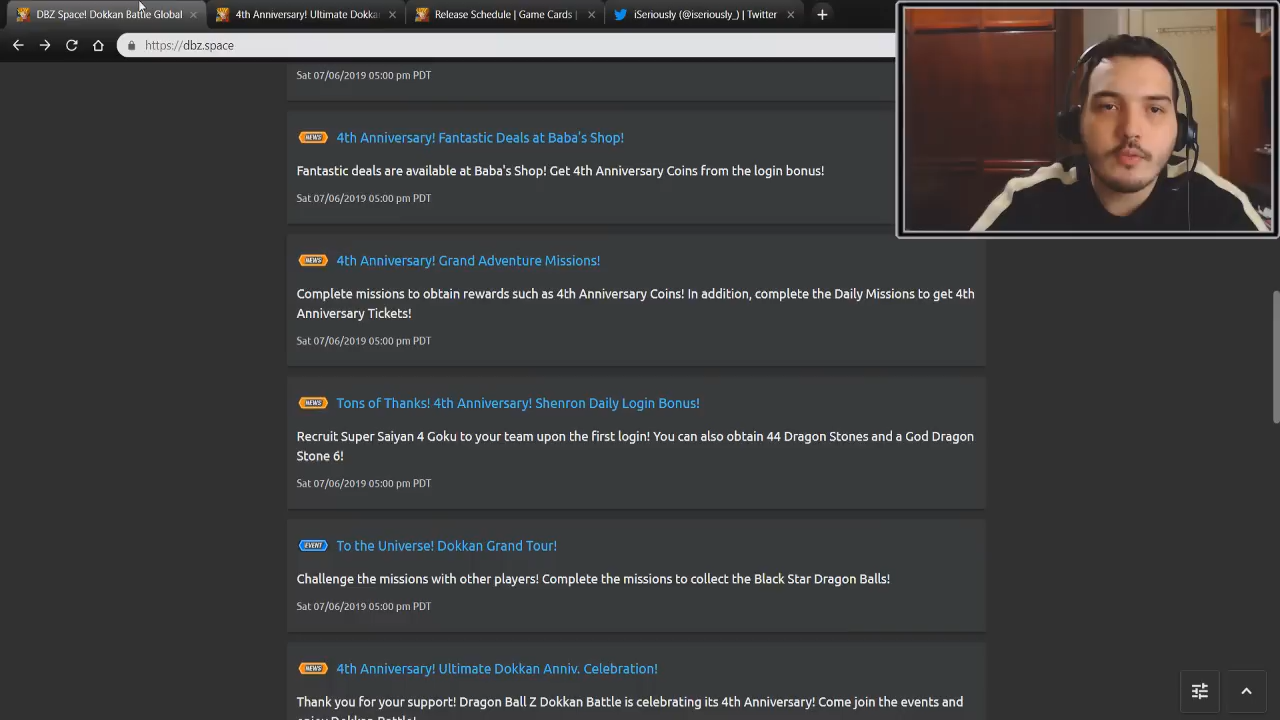 DBZ Space! Dokkan Battle Global
4th Anniversary! Ultimate Dokka
Release Schedule | Game Cards |
iSeriously (@iseriously_) | Twitter
https://dbz.space
Sat 07/06/2019 05:00 pm PDT
NEWS 4th Anniversary! Fantastic Deals at Baba's Shop!
Fantastic deals are available at Baba's Shop! Get 4th Anniversary Coins from the login bonus!
Sat 07/06/2019 05:00 pm PDT
NEWS 4th Anniversary! Grand Adventure Missions!
Complete missions to obtain rewards such as 4th Anniversary Coins! In addition, complete the Daily Missions to get 4th
Anniversary Tickets!
Sat 07/06/2019 05:00 pm PDT
NEWS Tons of Thanks! 4th Anniversary! Shenron Daily Login Bonus!
Recruit Super Saiyan 4 Goku to your team upon the first login! You can also obtain 44 Dragon Stones and a God Dragon
Stone 6!
Sat 07/06/2019 05:00 pm PDT
EVENT To the Universe! Dokkan Grand Tour!
Challenge the missions with other players! Complete the missions to collect the Black Star Dragon Balls!
Sat 07/06/2019 05:00 pm PDT
NEWS 4th Anniversary! Ultimate Dokkan Anniv. Celebration!
Thank you for your support! Dragon Ball Z Dokkan Battle is celebrating its 4th Anniversary! Come join the events and
enjoy Dokkan Battle!